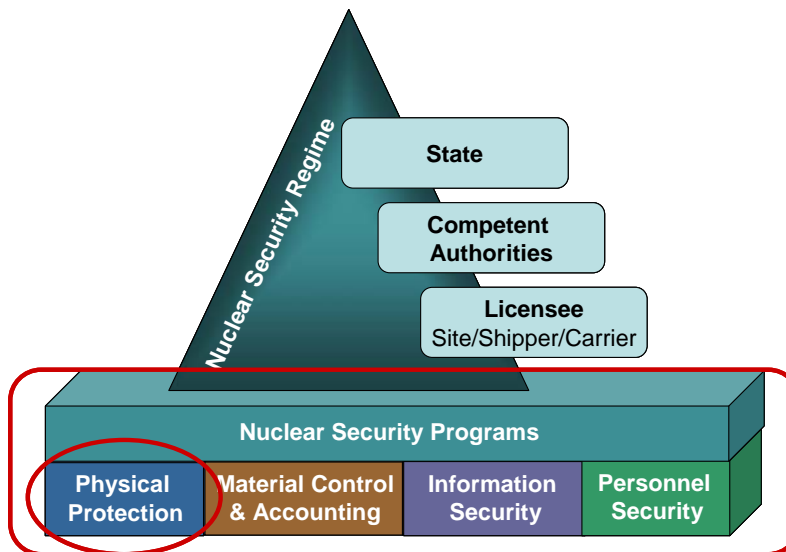 Nuclear Security Regime
State
Competent
Authorities
Licensee
Site/Shipper/Carrier
Nuclear Security Programs
Physical
Protection
Material Control
& Accounting
Information
Security
Personnel
Security